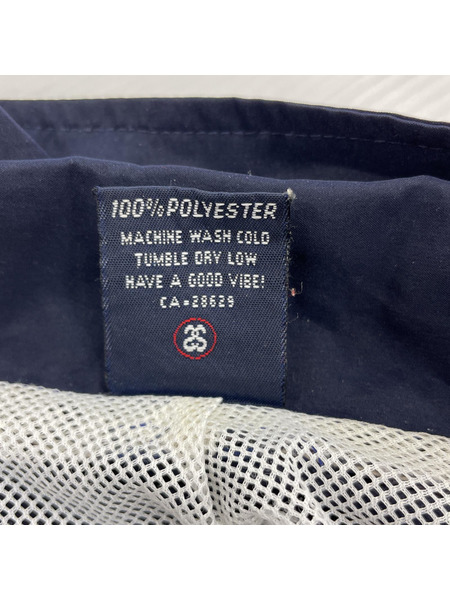 100% POLYESTER
MACHINE WASH COLD
TUMBLE DRY LOW
HAVE A GOOD VIBE!
CA=28629